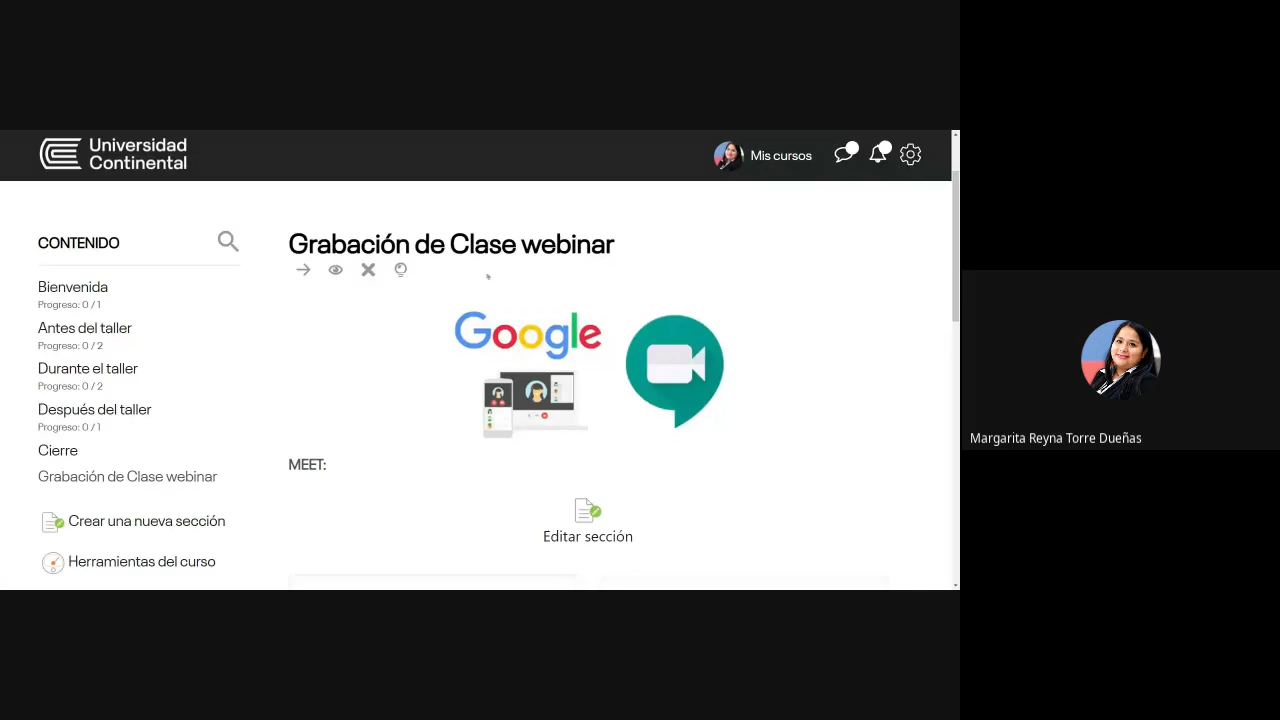 Universidad
Continental
Mis cursos
CONTENIDO
Bienvenida
Progreso: 0 / 1
Antes del taller
Progreso: 0 / 2
Durante el taller
Progreso: 0 / 2
Después del taller
Progreso: 0 / 1
Cierre
Grabación de Clase webinar
Crear una nueva sección
Herramientas del curso
Grabación de Clase webinar
Google
MEET:
Editar sección
Margarita Reyna Torre Dueñas